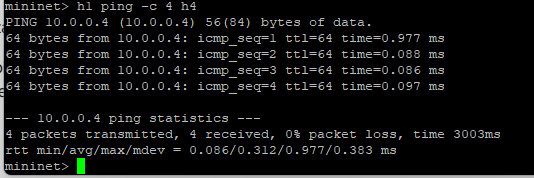 mininet> h1 ping -c 4 h4
PING 10.0.0.4 (10.0.0.4) 56(84) bytes of data.
64 bytes from 10.0.0.4: icmp_seq=1 ttl=64 time=0.977 ms
64 bytes from 10.0.0.4: icmp_seq=2 ttl=64 time=0.088 ms
64 bytes from 10.0.0.4: icmp_seq=3 ttl=64 time=0.086 ms
64 bytes from 10.0.0.4: icmp_seq=4 ttl=64 time=0.097 ms
--- 10.0.0.4 ping statistics ---
4 packets transmitted, 4 received, 0% packet loss, time 3003ms
rtt min/avg/max/mdev = 0.086/0.312/0.977/0.383 ms
mininet>